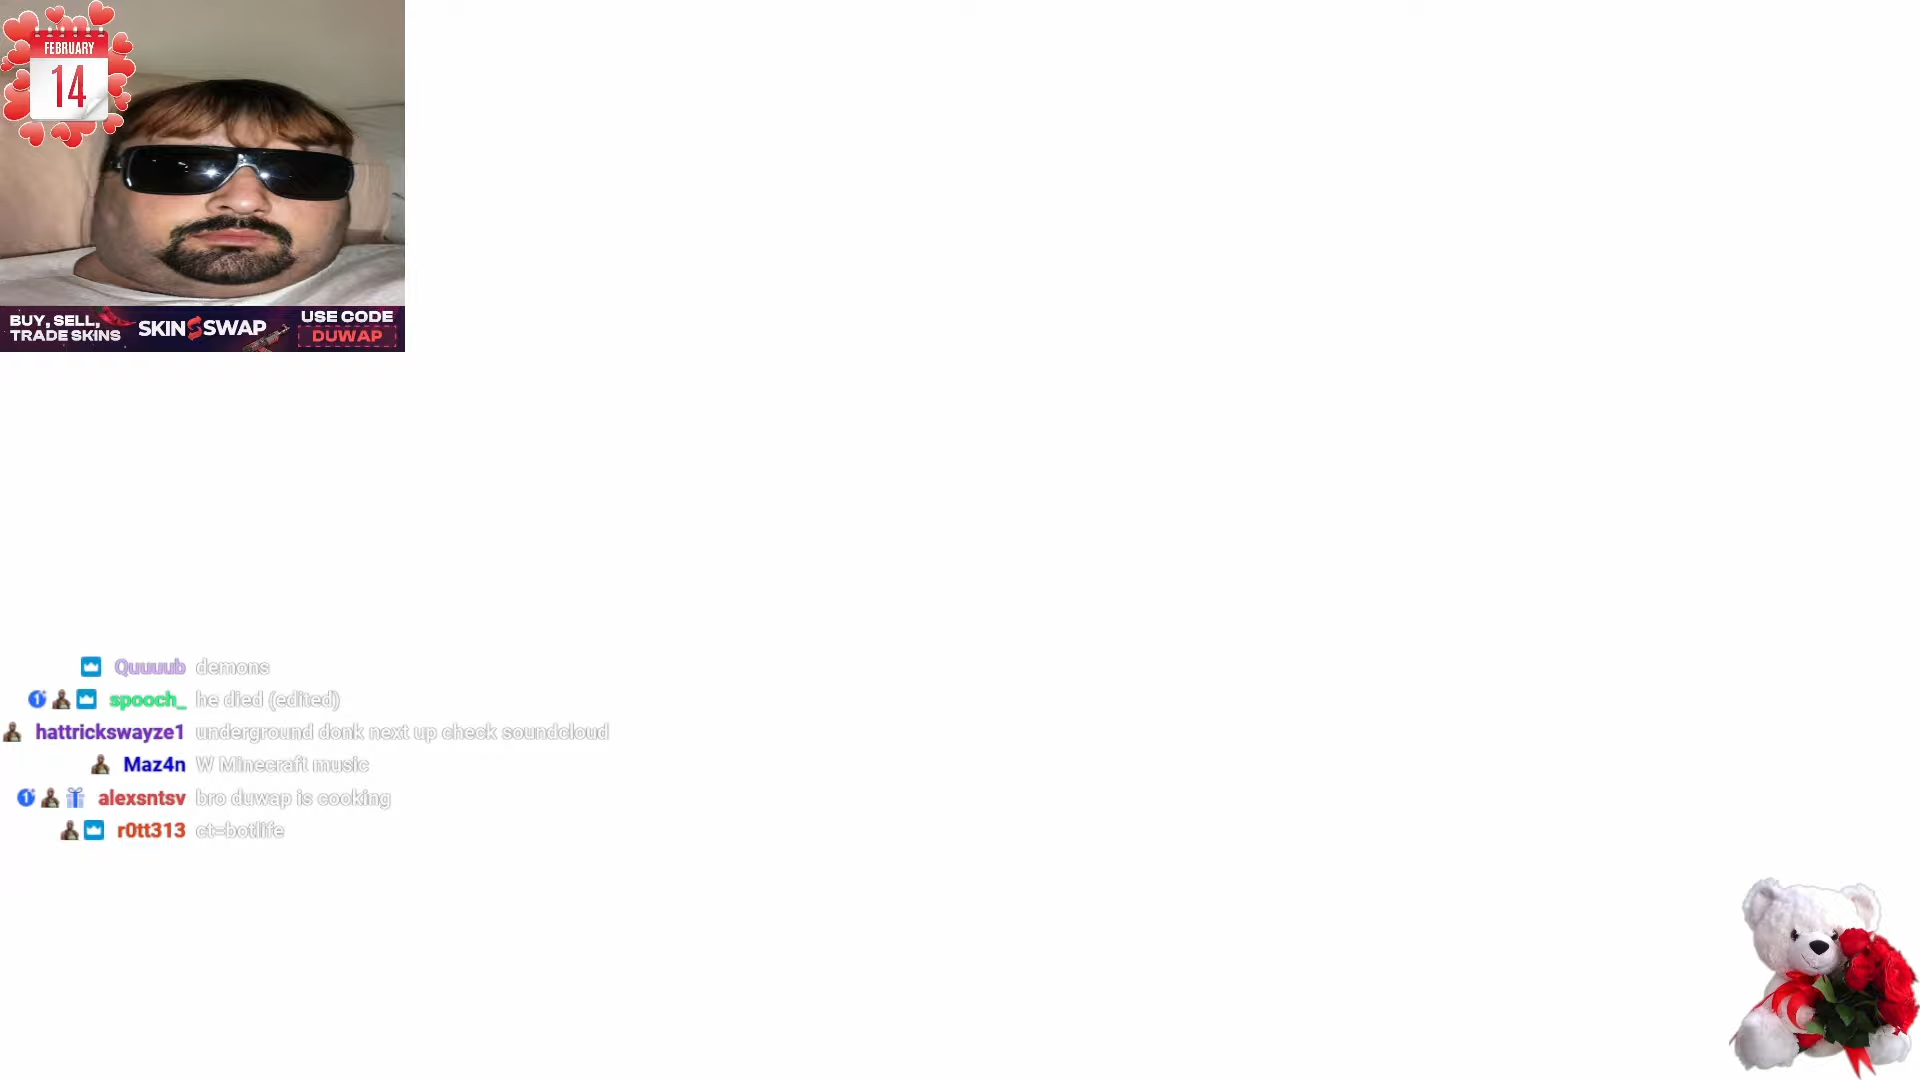 FEBRUARY
14
BUY, SELL,
TRADE SKINS
SKINSSWAP
USE CODE
DUWAP
Quuuub demons
spooch_ he died (edited)
hattrickswayze1 underground donk next up check soundcloud
Maz4n W Minecraft music
alexsntsv bro duwap is cooking
r0tt313 ct=botlife